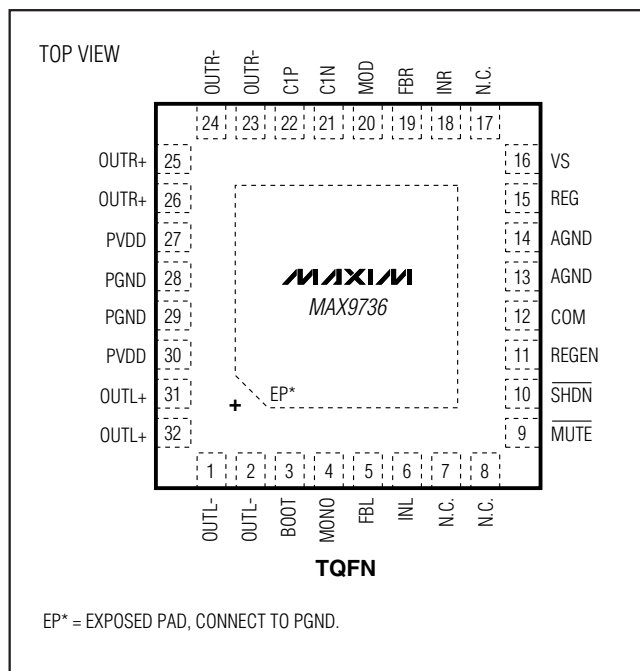 TOP VIEW
OUTR-
OUTR-
C1P
C1N
MOD
FBR
INR
N.C.
24
23
22
21
20
19
18
17
OUTR+ 25
OUTR+ 26
PVDD 27
PGND 28
PGND 29
PVDD 30
OUTL+ 31
OUTL+ 32
16 VS
15 REG
14 AGND
13 AGND
12 COM
11 REGEN
10 SHDN
9 MUTE
MAXIM
MAX9736
EP*
+
1
2
3
4
5
6
7
8
OUTL-
OUTL-
BOOT
MONO
FBL
INL
N.C.
N.C.
TQFN
EP* = EXPOSED PAD, CONNECT TO PGND.